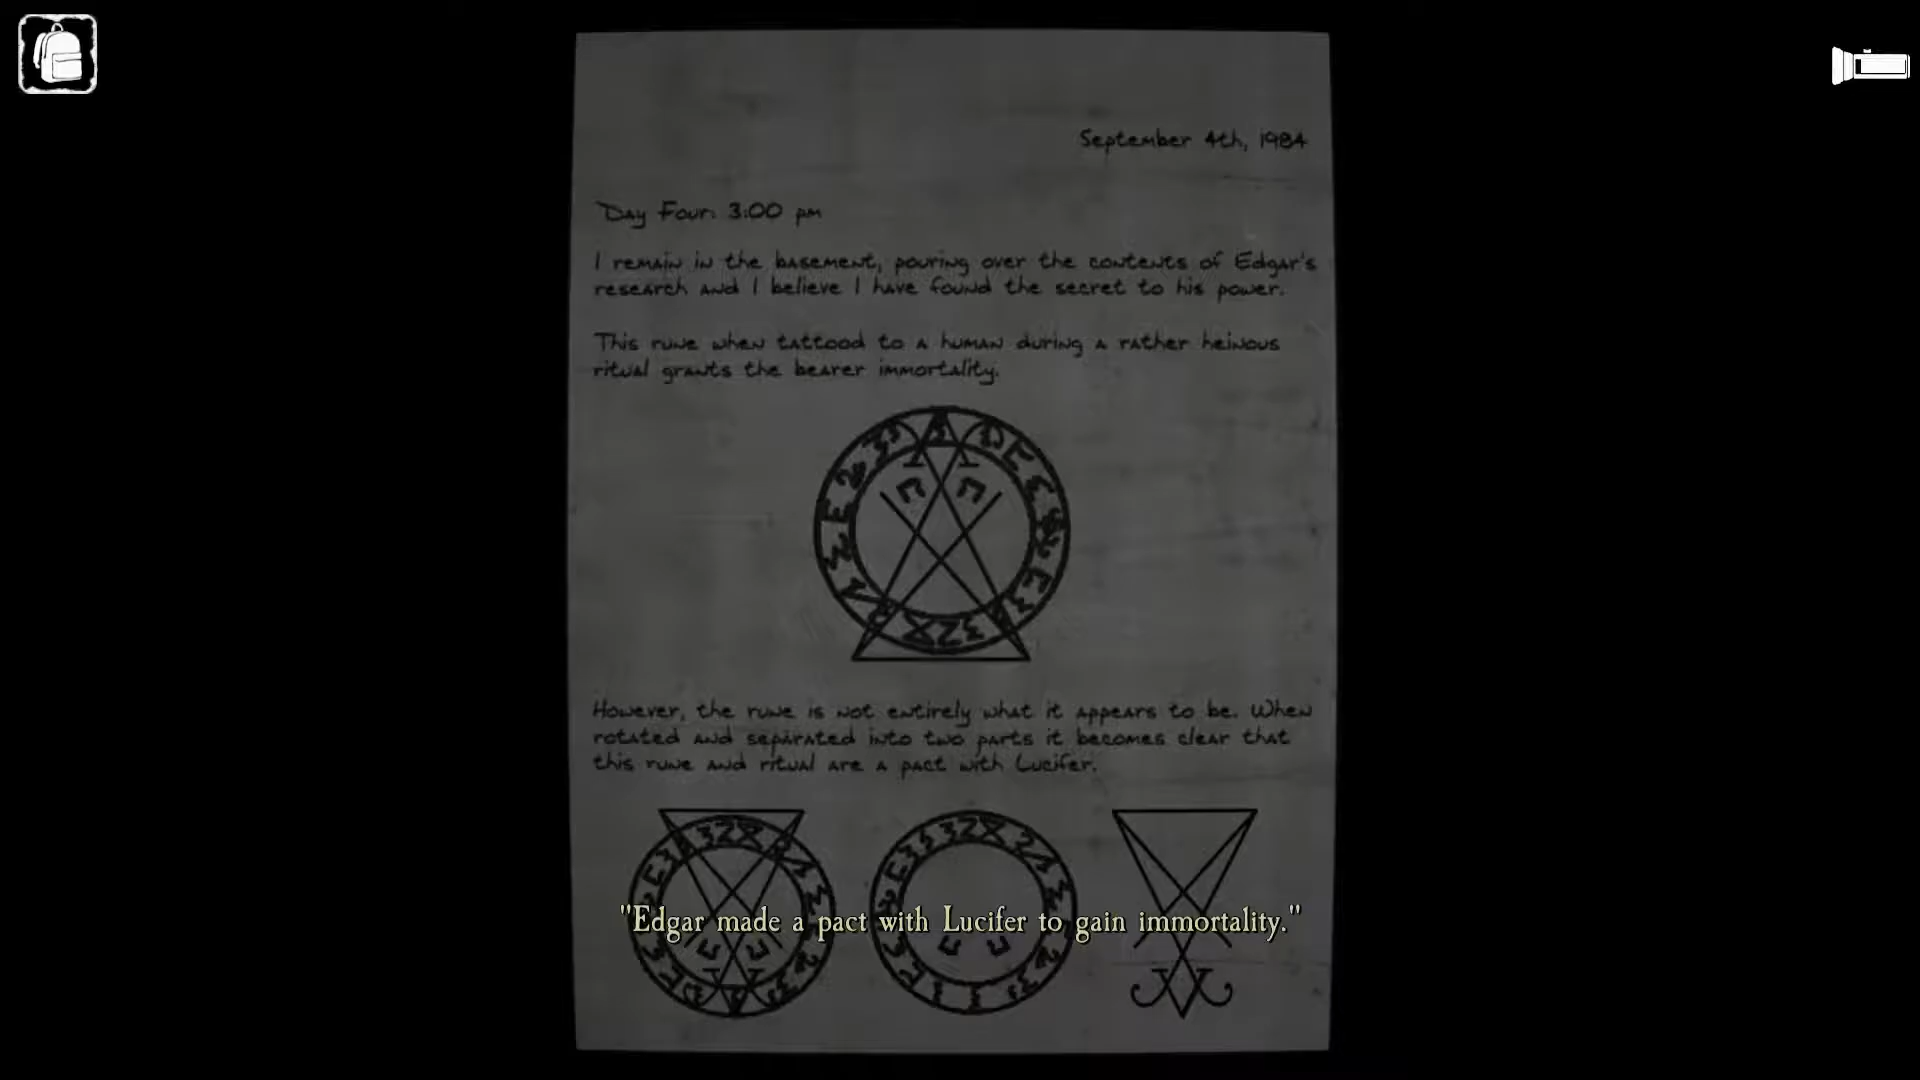 September 4th, 1984
Day Four: 3:00 pm
I remain in the basement, pouring over the contents of Edgar's
research and I believe I have found the secret to his power.
This rune when tattood to a human during a rather heinous
ritual grants the bearer immortality.
However, the rune is not entirely what it appears to be. When
rotated and separated into two parts it becomes clear that
this rune and ritual are a pact with Lucifer.
"Edgar made a pact with Lucifer to gain immortality."